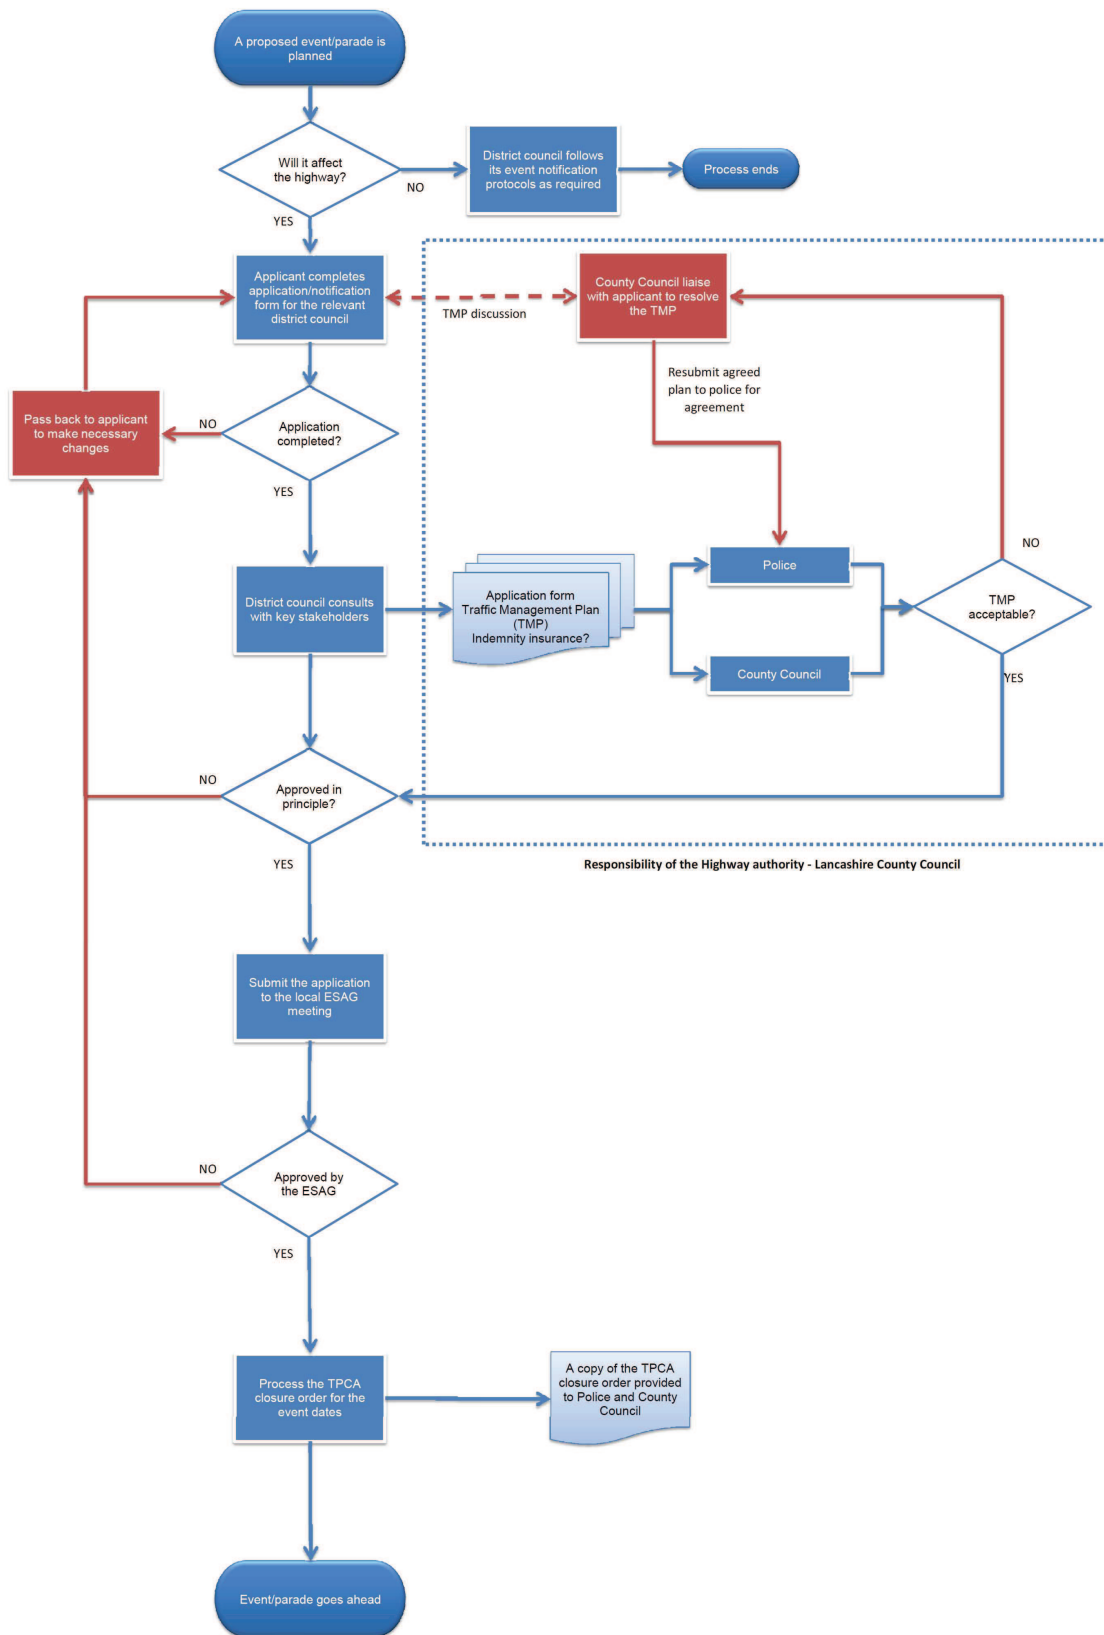 A proposed event/parade is
planned
Will it affect
the highway?
NO
District council follows
its event notification
protocols as required
Process ends
YES
Applicant completes
application/notification
form for the relevant
district council
TMP discussion
County Council liaise
with applicant to resolve
the TMP
Resubmit agreed
plan to police for
agreement
Pass back to applicant
to make necessary
changes
NO
Application
completed?
YES
District council consults
with key stakeholders
Application form
Traffic Management Plan
(TMP)
Indemnity insurance?
Police
County Council
NO
TMP
acceptable?
YES
NO
Approved in
principle?
YES
Responsibility of the Highway authority - Lancashire County Council
Submit the application
to the local ESAG
meeting
NO
Approved by
the ESAG
YES
Process the TPCA
closure order for the
event dates
A copy of the TPCA
closure order provided
to Police and County
Council
Event/parade goes ahead